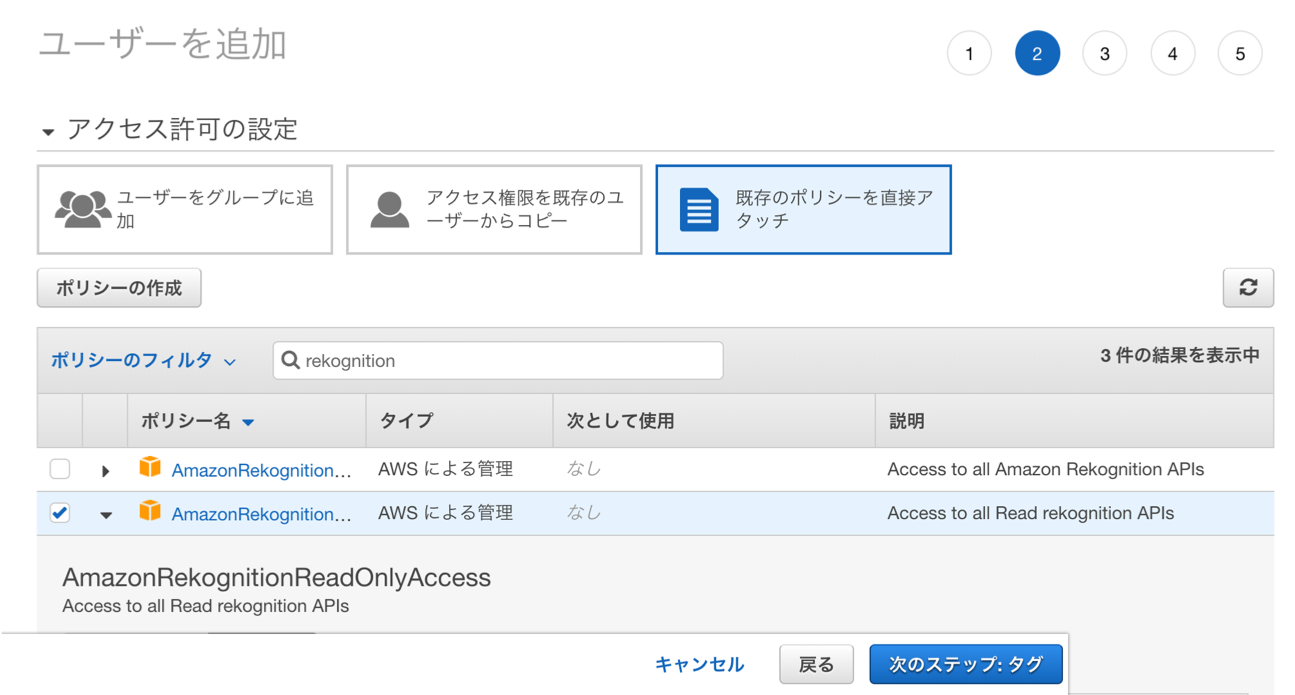 ユーザーを追加
1 2 3 4 5
アクセス許可の設定
ユーザーをグループに追
加
アクセス権限を既存のユ
ーザーからコピー
既存のポリシーを直接ア
タッチ
ポリシーの作成
ポリシーのフィルタ rekognition 3 件の結果を表示中
ポリシー名 タイプ 次として使用 説明
AmazonRekognition... AWS による管理 なし Access to all Amazon Rekognition APIs
AmazonRekognition... AWS による管理 なし Access to all Read rekognition APIs
AmazonRekognitionReadOnlyAccess
Access to all Read rekognition APIs
キャンセル 戻る 次のステップ: タグ